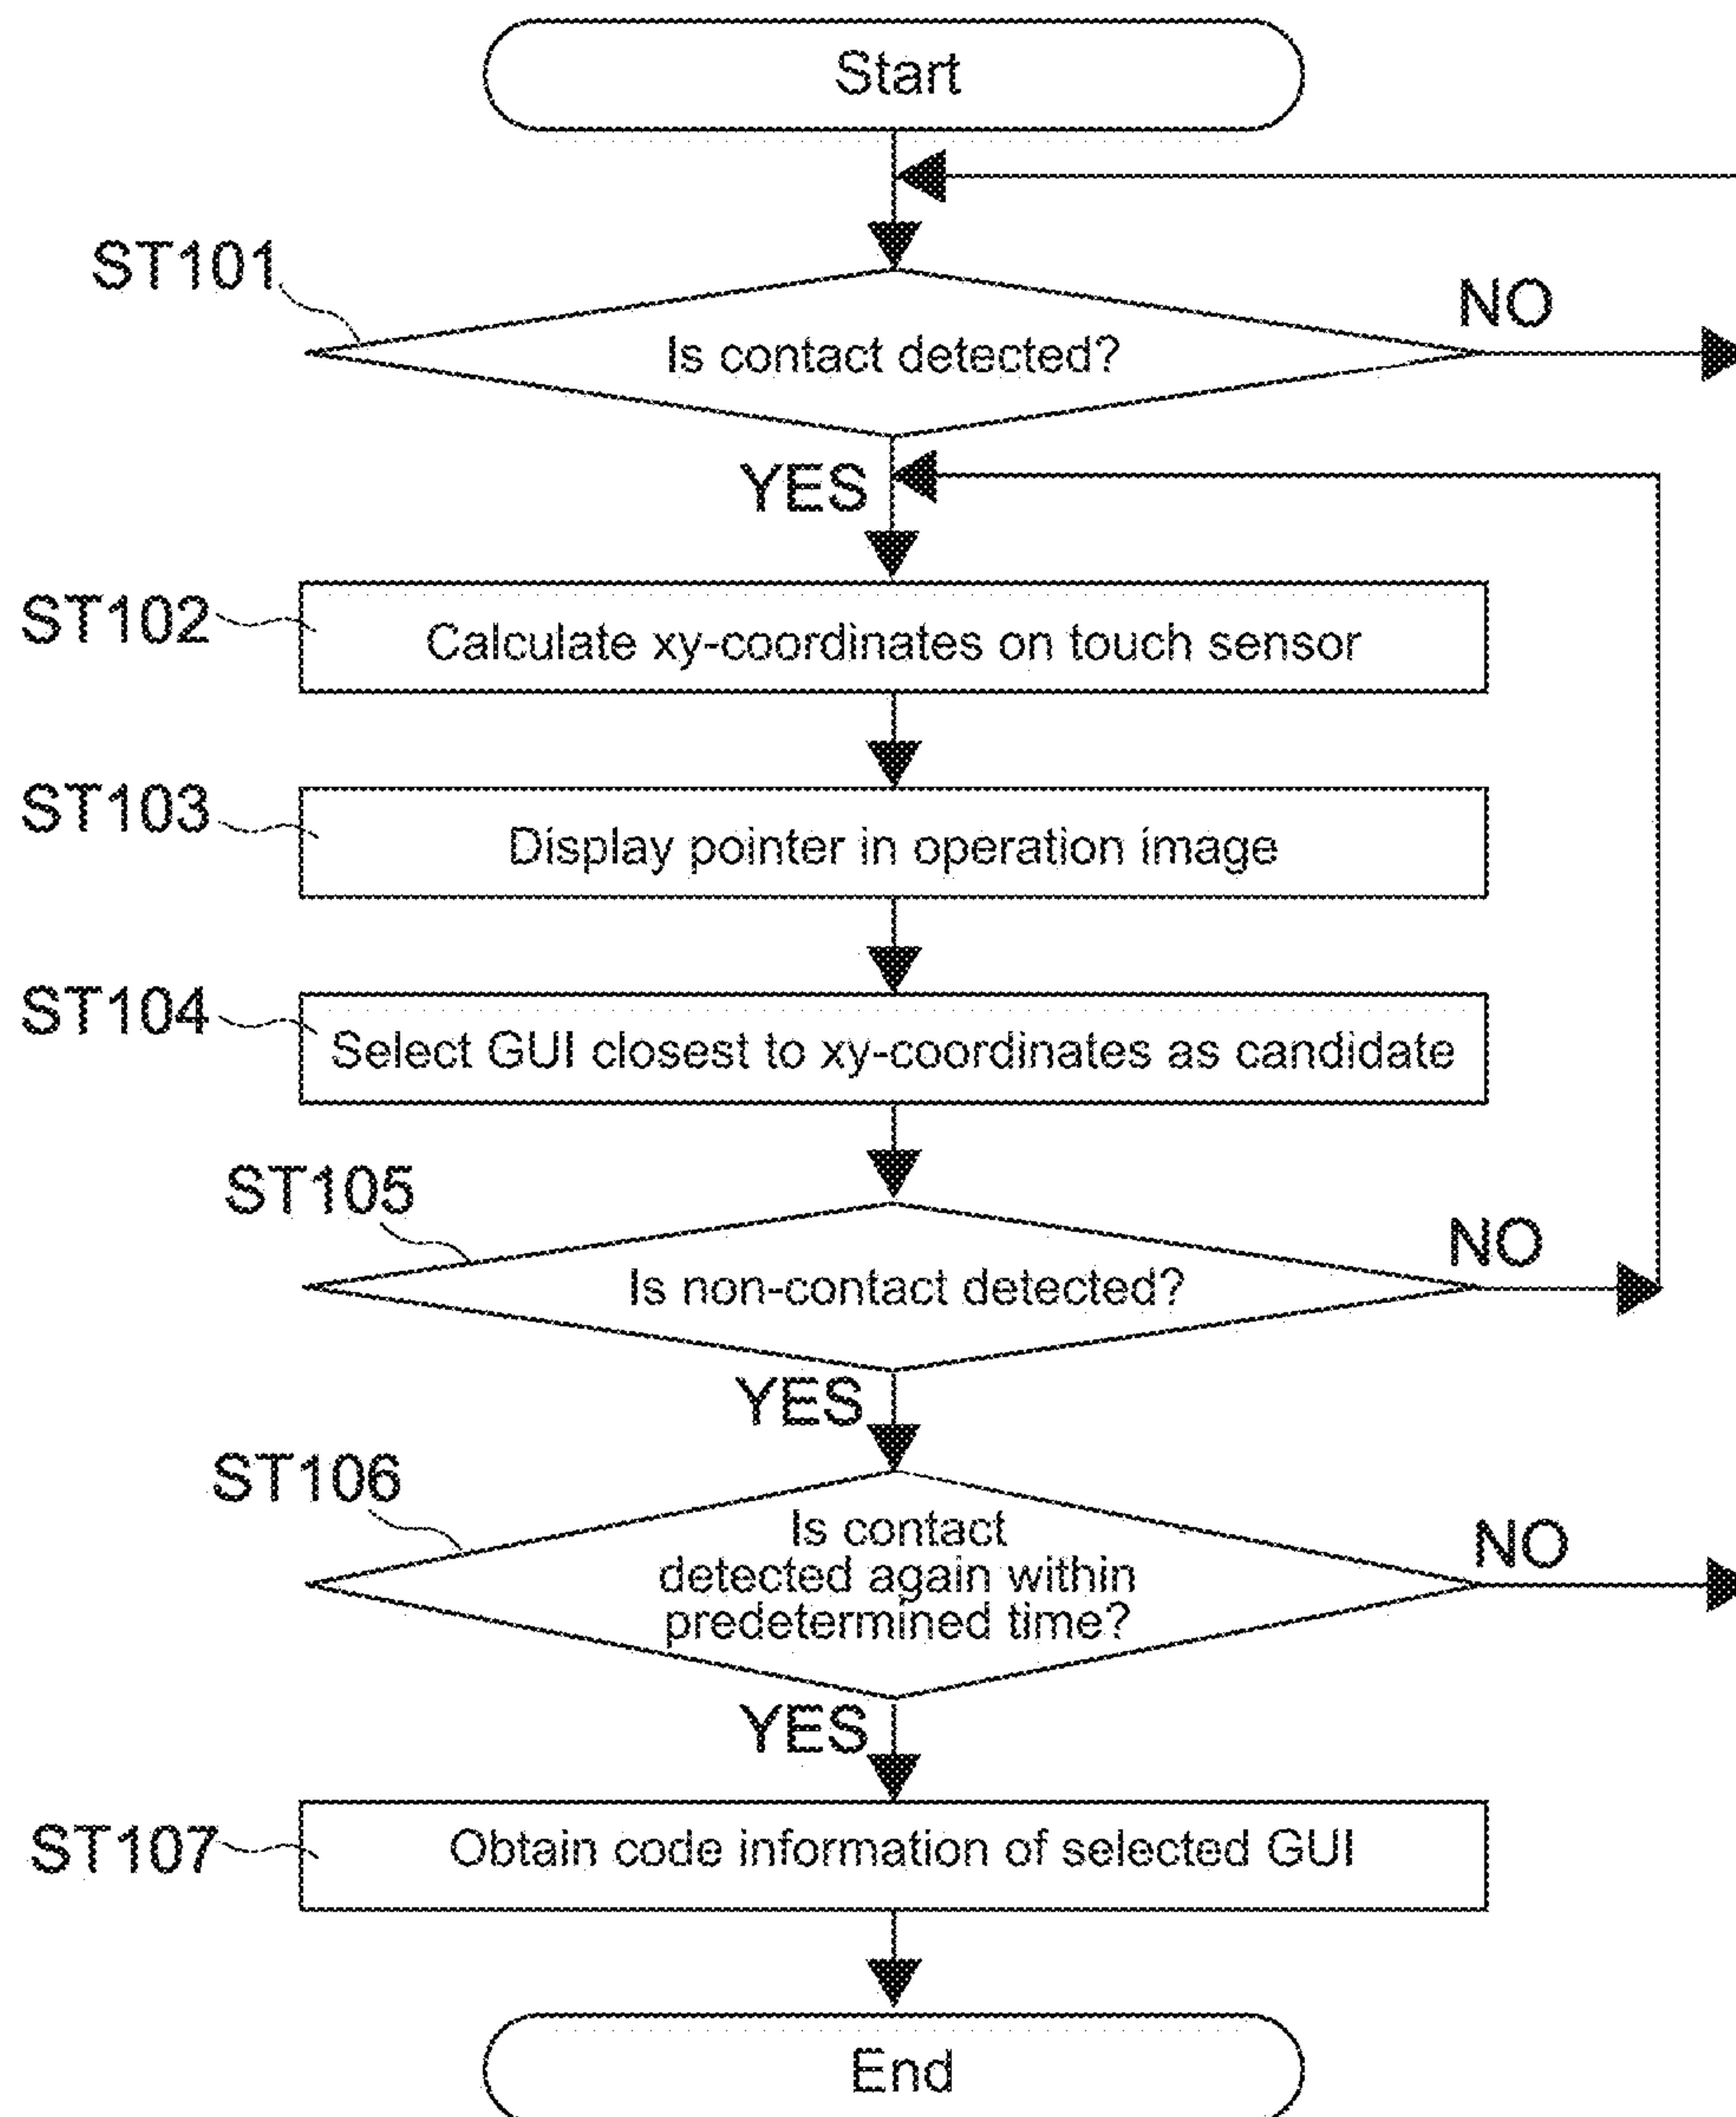 Start
ST101
Is contact detected?
NO
YES
ST102
Calculate xy-coordinates on touch sensor
ST103
Display pointer in operation image
ST104
Select GUI closest to xy-coordinates as candidate
ST105
Is non-contact detected?
NO
YES
ST106
Is contact
detected again within
predetermined time?
NO
YES
ST107
Obtain code information of selected GUI
End